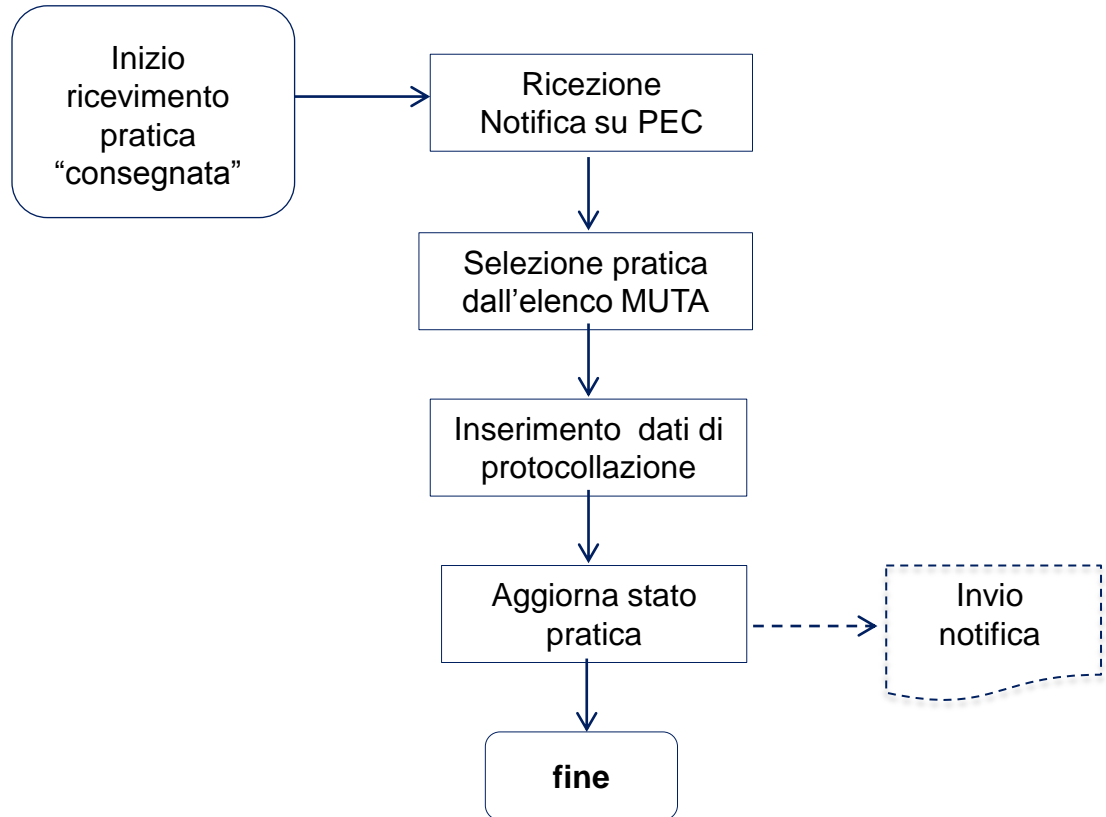 Inizio
ricevimento
pratica
“consegnata”
Ricezione
Notifica su PEC
Selezione pratica
dall’elenco MUTA
Inserimento  dati di
protocollazione
Aggiorna stato
pratica
Invio
notifica
fine